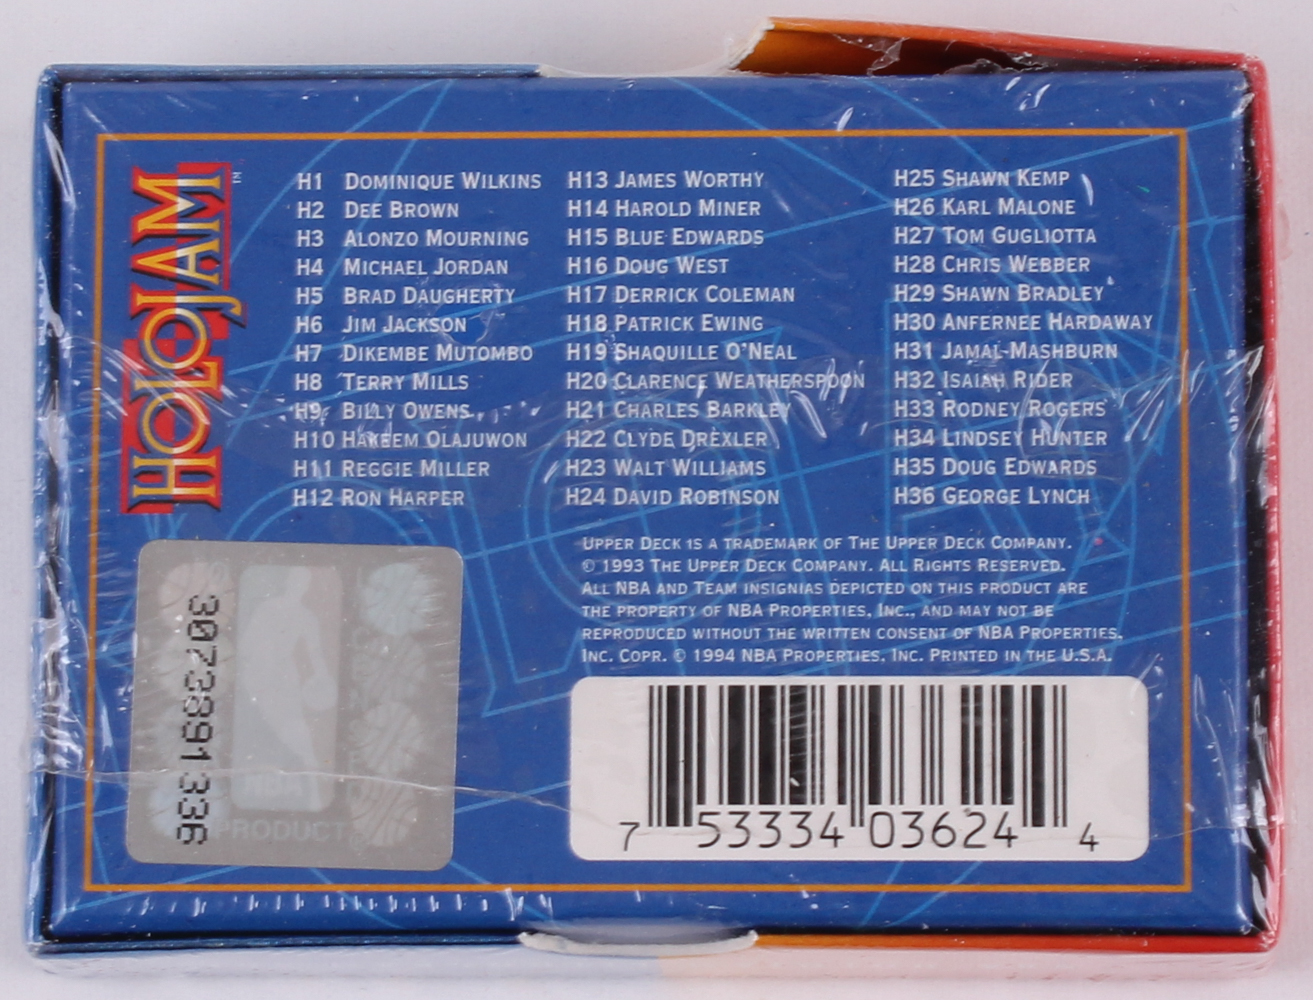 HOLOJAM™
H1 DOMINIQUE WILKINS
H2 DEE BROWN
H3 ALONZO MOURNING
H4 MICHAEL JORDAN
H5 BRAD DAUGHERTY
H6 JIM JACKSON
H7 DIKEMBE MUTOMBO
H8 TERRY MILLS
H9 BILLY OWENS
H10 HAKEEM OLAJUWON
H11 REGGIE MILLER
H12 RON HARPER
H13 JAMES WORTHY
H14 HAROLD MINER
H15 BLUE EDWARDS
H16 DOUG WEST
H17 DERRICK COLEMAN
H18 PATRICK EWING
H19 SHAQUILLE O'NEAL
H20 CLARENCE WEATHERSPOON
H21 CHARLES BARKLEY
H22 CLYDE DREXLER
H23 WALT WILLIAMS
H24 DAVID ROBINSON
H25 SHAWN KEMP
H26 KARL MALONE
H27 TOM GUGLIOTTA
H28 CHRIS WEBBER
H29 SHAWN BRADLEY
H30 ANFERNEE HARDAWAY
H31 JAMAL MASHBURN
H32 ISAIAH RIDER
H33 RODNEY ROGERS
H34 LINDSEY HUNTER
H35 DOUG EDWARDS
H36 GEORGE LYNCH
UPPER DECK IS A TRADEMARK OF THE UPPER DECK COMPANY.
© 1993 THE UPPER DECK COMPANY. ALL RIGHTS RESERVED.
ALL NBA AND TEAM INSIGNIAS DEPICTED ON THIS PRODUCT ARE
THE PROPERTY OF NBA PROPERTIES, INC., AND MAY NOT BE
REPRODUCED WITHOUT THE WRITTEN CONSENT OF NBA PROPERTIES,
INC. COPR. © 1994 NBA PROPERTIES, INC. PRINTED IN THE U.S.A.
3073891336
NBA
PRODUCT
7 53334 03624 4